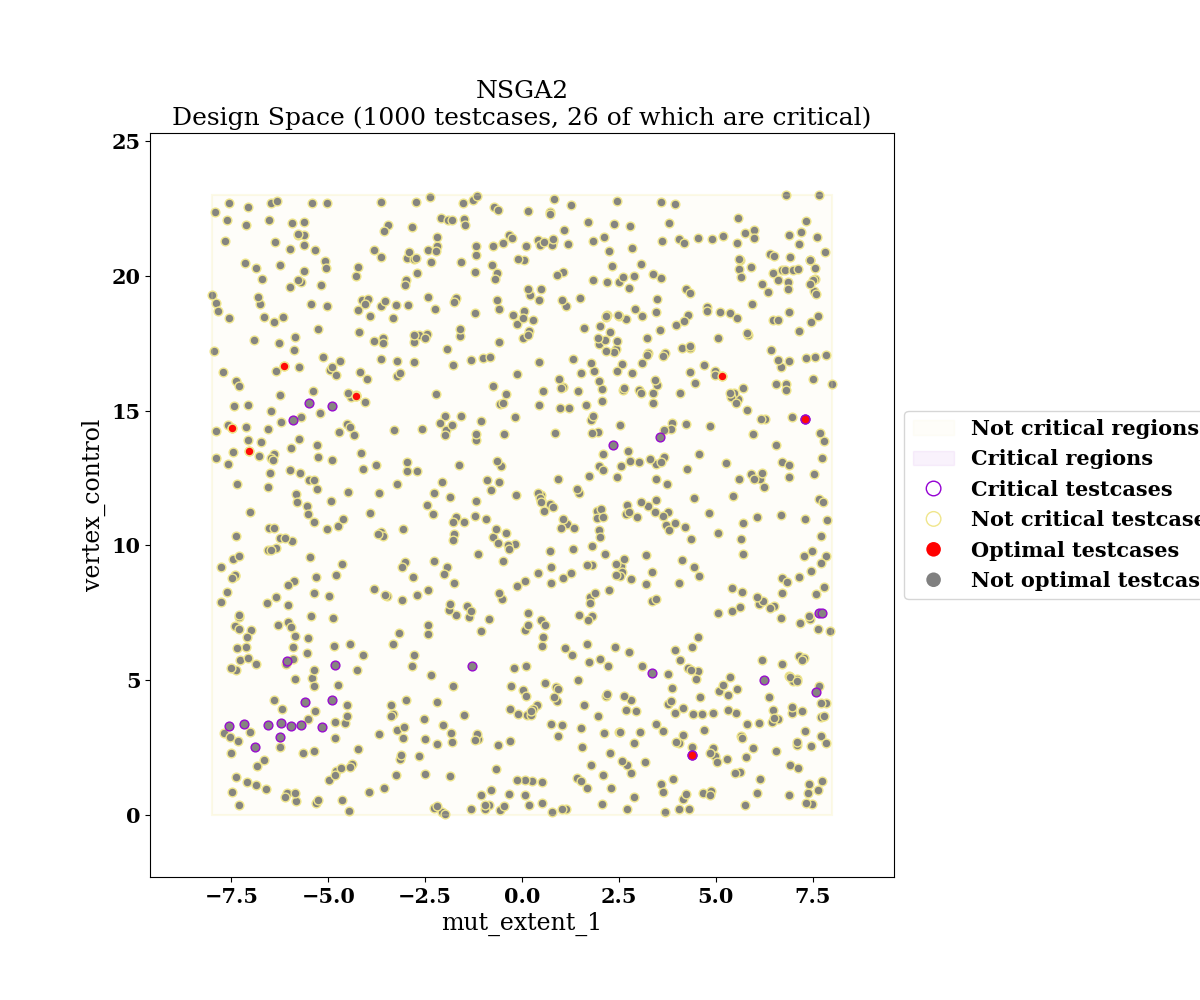 NSGA2
Design Space (1000 testcases, 26 of which are critical)
25
20
15
10
5
0
vertex_control
−7.5
−5.0
−2.5
0.0
2.5
5.0
7.5
mut_extent_1
Not critical regions
Critical regions
Critical testcases
Not critical testcase
Optimal testcases
Not optimal testcas